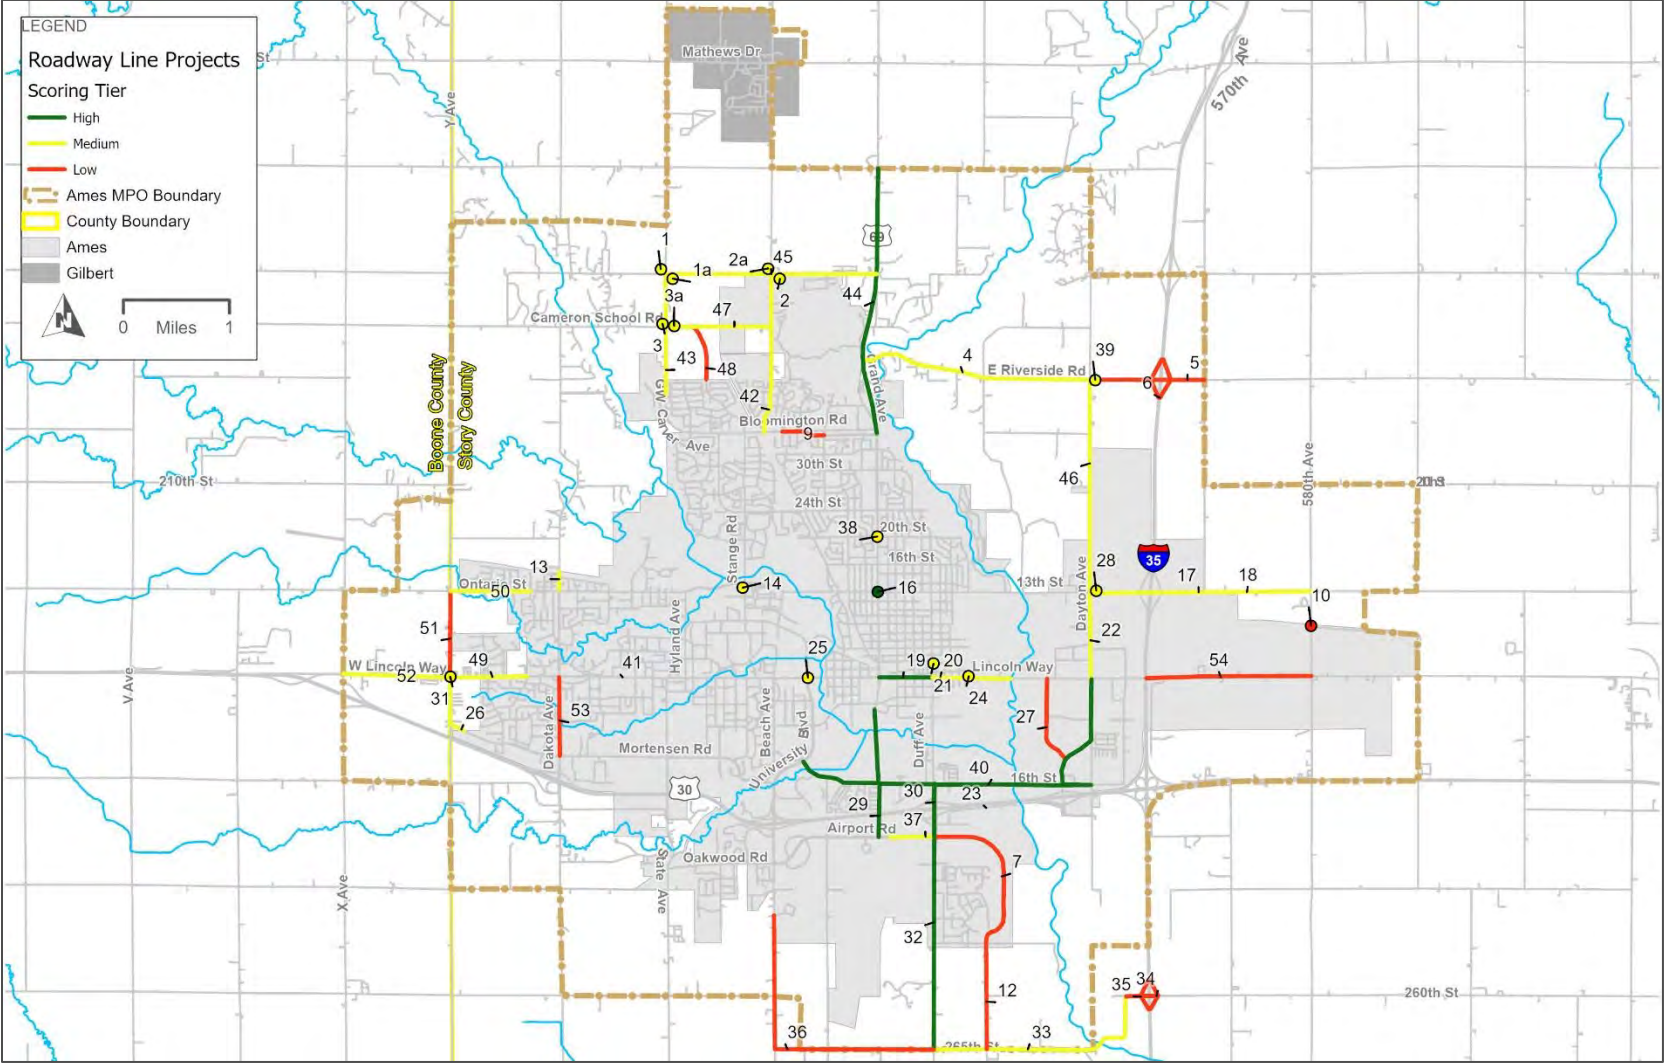 LEGEND
Roadway Line Projects
Scoring Tier
High
Medium
Low
Ames MPO Boundary
County Boundary
Ames
Gilbert
N
0 Miles 1
St
Mathews Dr
Y Ave
570th Ave
69
1
1a
2a
45
2
3a
47
44
Cameron School Rd
3
43
48
4
E Riverside Rd
39
5
6
Grand Ave
42
Bloomington Rd
9
GW Carver Ave
Boone County
Story County
30th St
210th St
46
580th Ave
24th St
Stange Rd
38
20th St
16th St
35
13
Ontario St
50
14
16
13th St
28
17
18
10
Dayton Ave
Hyland Ave
51
22
W Lincoln Way
52
49
41
25
19
20
Lincoln Way
21
24
54
V Ave
31
26
Dakota Ave
53
Beach Ave
Duff Ave
27
Mortensen Rd
University Blvd
30
40
16th St
23
30
29
37
Airport Rd
Oakwood Rd
7
State Ave
X Ave
32
12
35
34
260th St
36
33
265th St